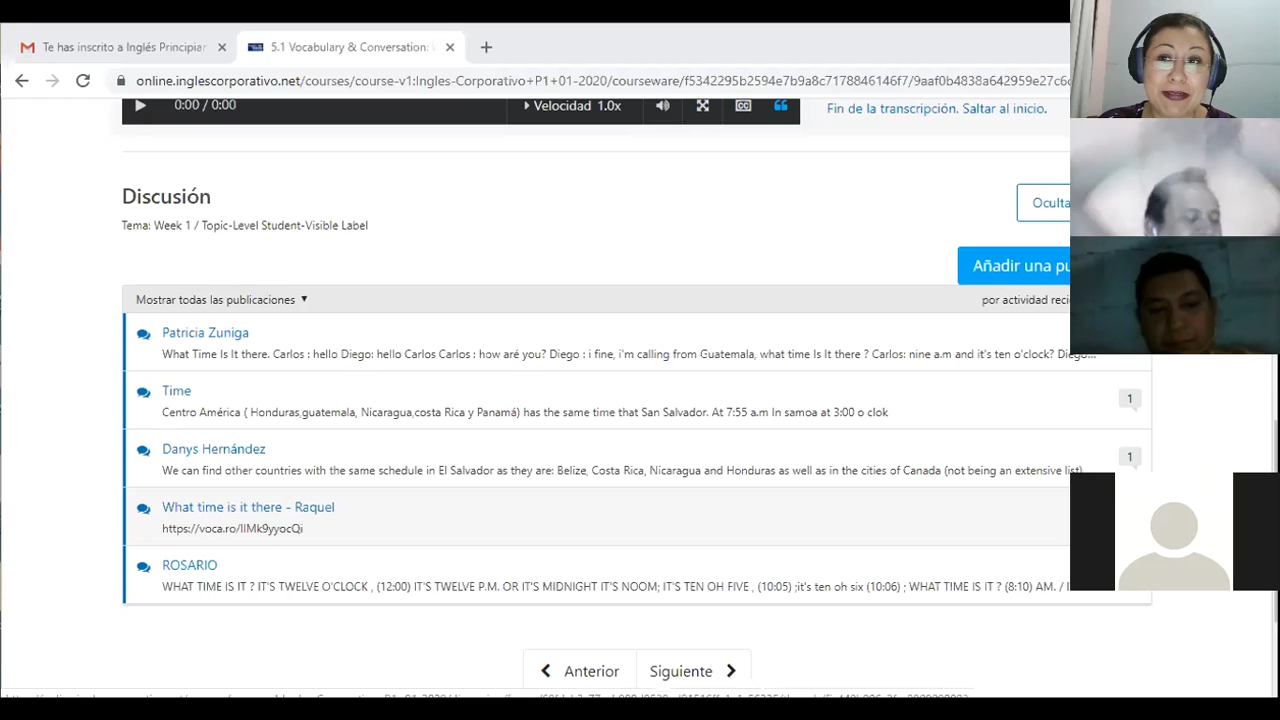 Te has inscrito a Inglés Principiar
5.1 Vocabulary & Conversation:
online.inglescorporativo.net/courses/course-v1:Ingles-Corporativo+P1+01-2020/courseware/f5342295b2594e7b9a8c7178846146f7/9aaf0b4838a642959e27c6c
0:00 / 0:00
Velocidad 1.0x
Fin de la transcripción. Saltar al inicio.
Discusión
Tema: Week 1 / Topic-Level Student-Visible Label
Oculta
Añadir una pu
Mostrar todas las publicaciones
por actividad reci
Patricia Zuniga
What Time Is It there. Carlos : hello Diego: hello Carlos Carlos : how aré you? Diego : i fine, i'm calling from Guatemala, what time Is It there ? Carlos: nine a.m and it's ten o'clock? Diego...
Time
Centro América ( Honduras,guatemala, Nicaragua,costa Rica y Panamá) has the same time that San Salvador. At 7:55 a.m In samoa at 3:00 o clok
1
Danys Hernández
We can find other countries with the same schedule in El Salvador as they are: Belize, Costa Rica, Nicaragua and Honduras as well as in the cities of Canada (not being an extensive list)
1
What time is it there - Raquel
https://voca.ro/IIMk9yyocQi
ROSARIO
WHAT TIME IS IT ? IT'S TWELVE O'CLOCK , (12:00) IT'S TWELVE P.M. OR IT'S MIDNIGHT IT'S NOOM; IT'S TEN OH FIVE , (10:05) ;it's ten oh six (10:06) ; WHAT TIME IS IT ? (8:10) AM. /
Anterior
Siguiente